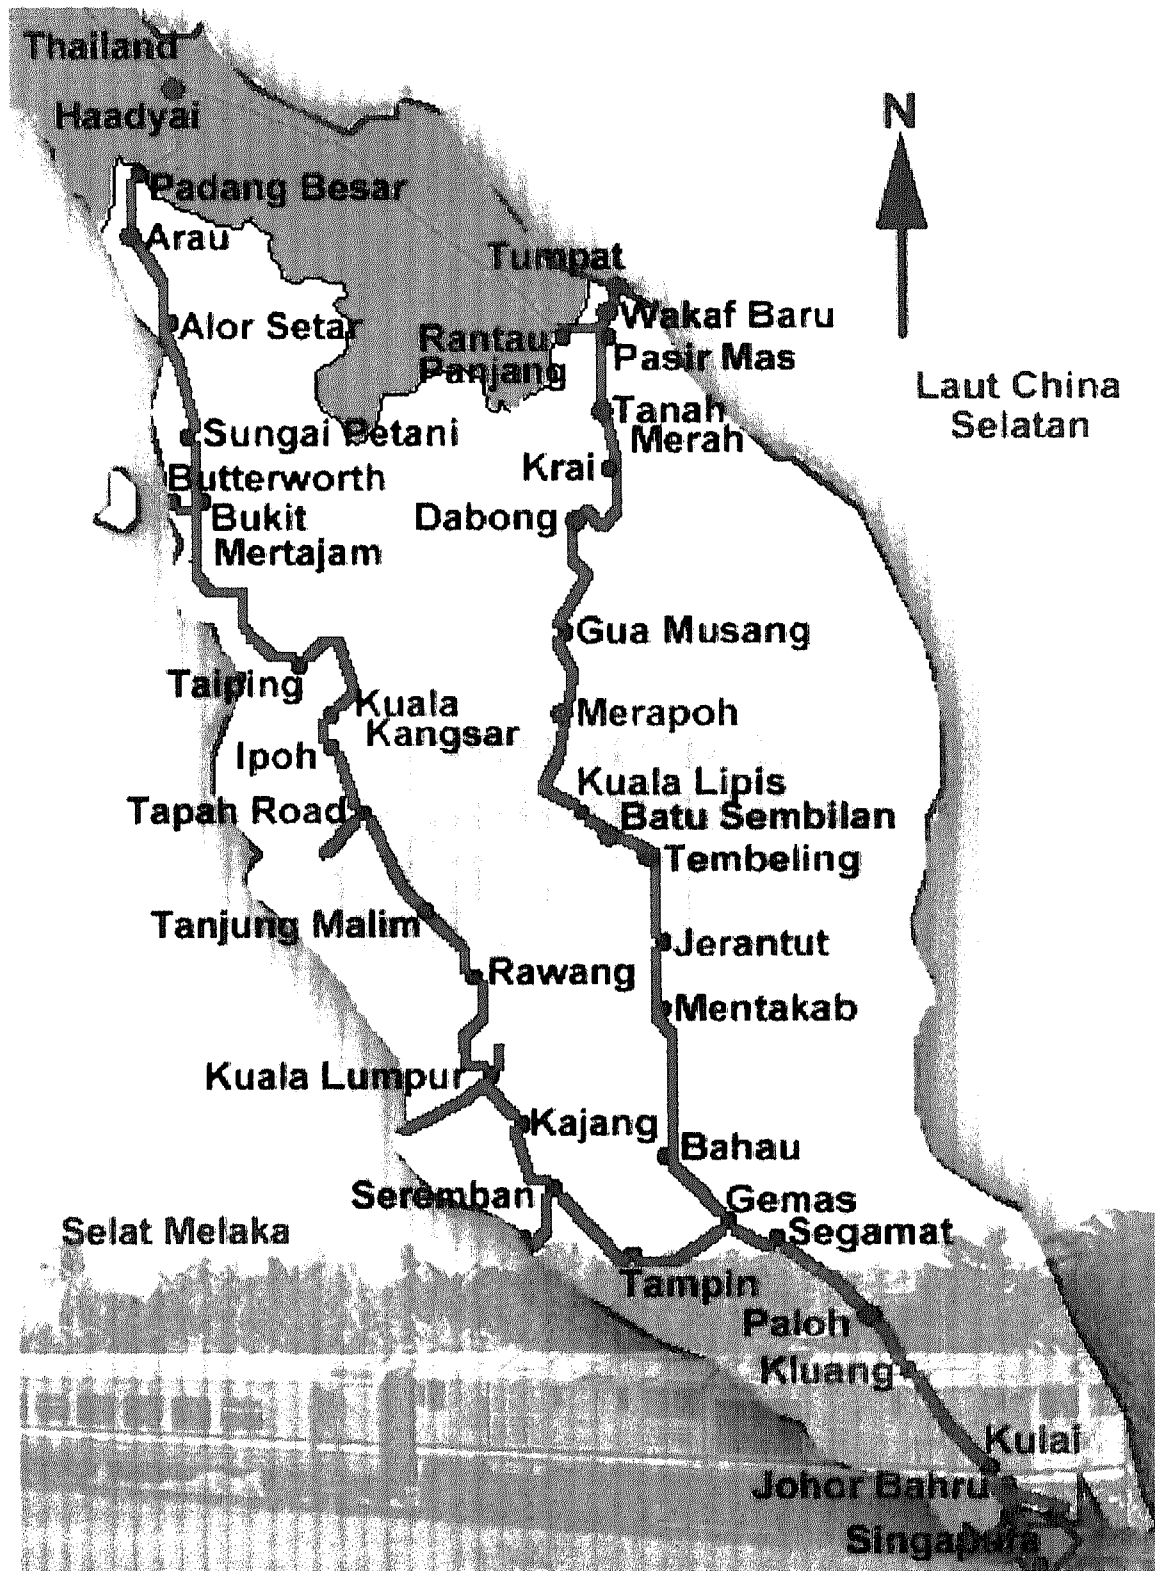 Thailand
Haadyai
N
Padang Besar
Arau
Tumpat
Alor Setar
Wakaf Baru
Rantau
Panjang
Pasir Mas
Laut China
Selatan
Tanah
Merah
Sungai Petani
Krai
Butterworth
Bukit
Mertajam
Dabong
Gua Musang
Taiping
Kuala
Kangsar
Merapoh
Ipoh
Kuala Lipis
Tapah Road
Batu Sembilan
Tembeling
Tanjung Malim
Jerantut
Rawang
Mentakab
Kuala Lumpur
Kajang
Bahau
Seremban
Gemas
Selat Melaka
Segamat
Tampin
Paloh
Kluang
Kulai
Johor Bahru
Singapura